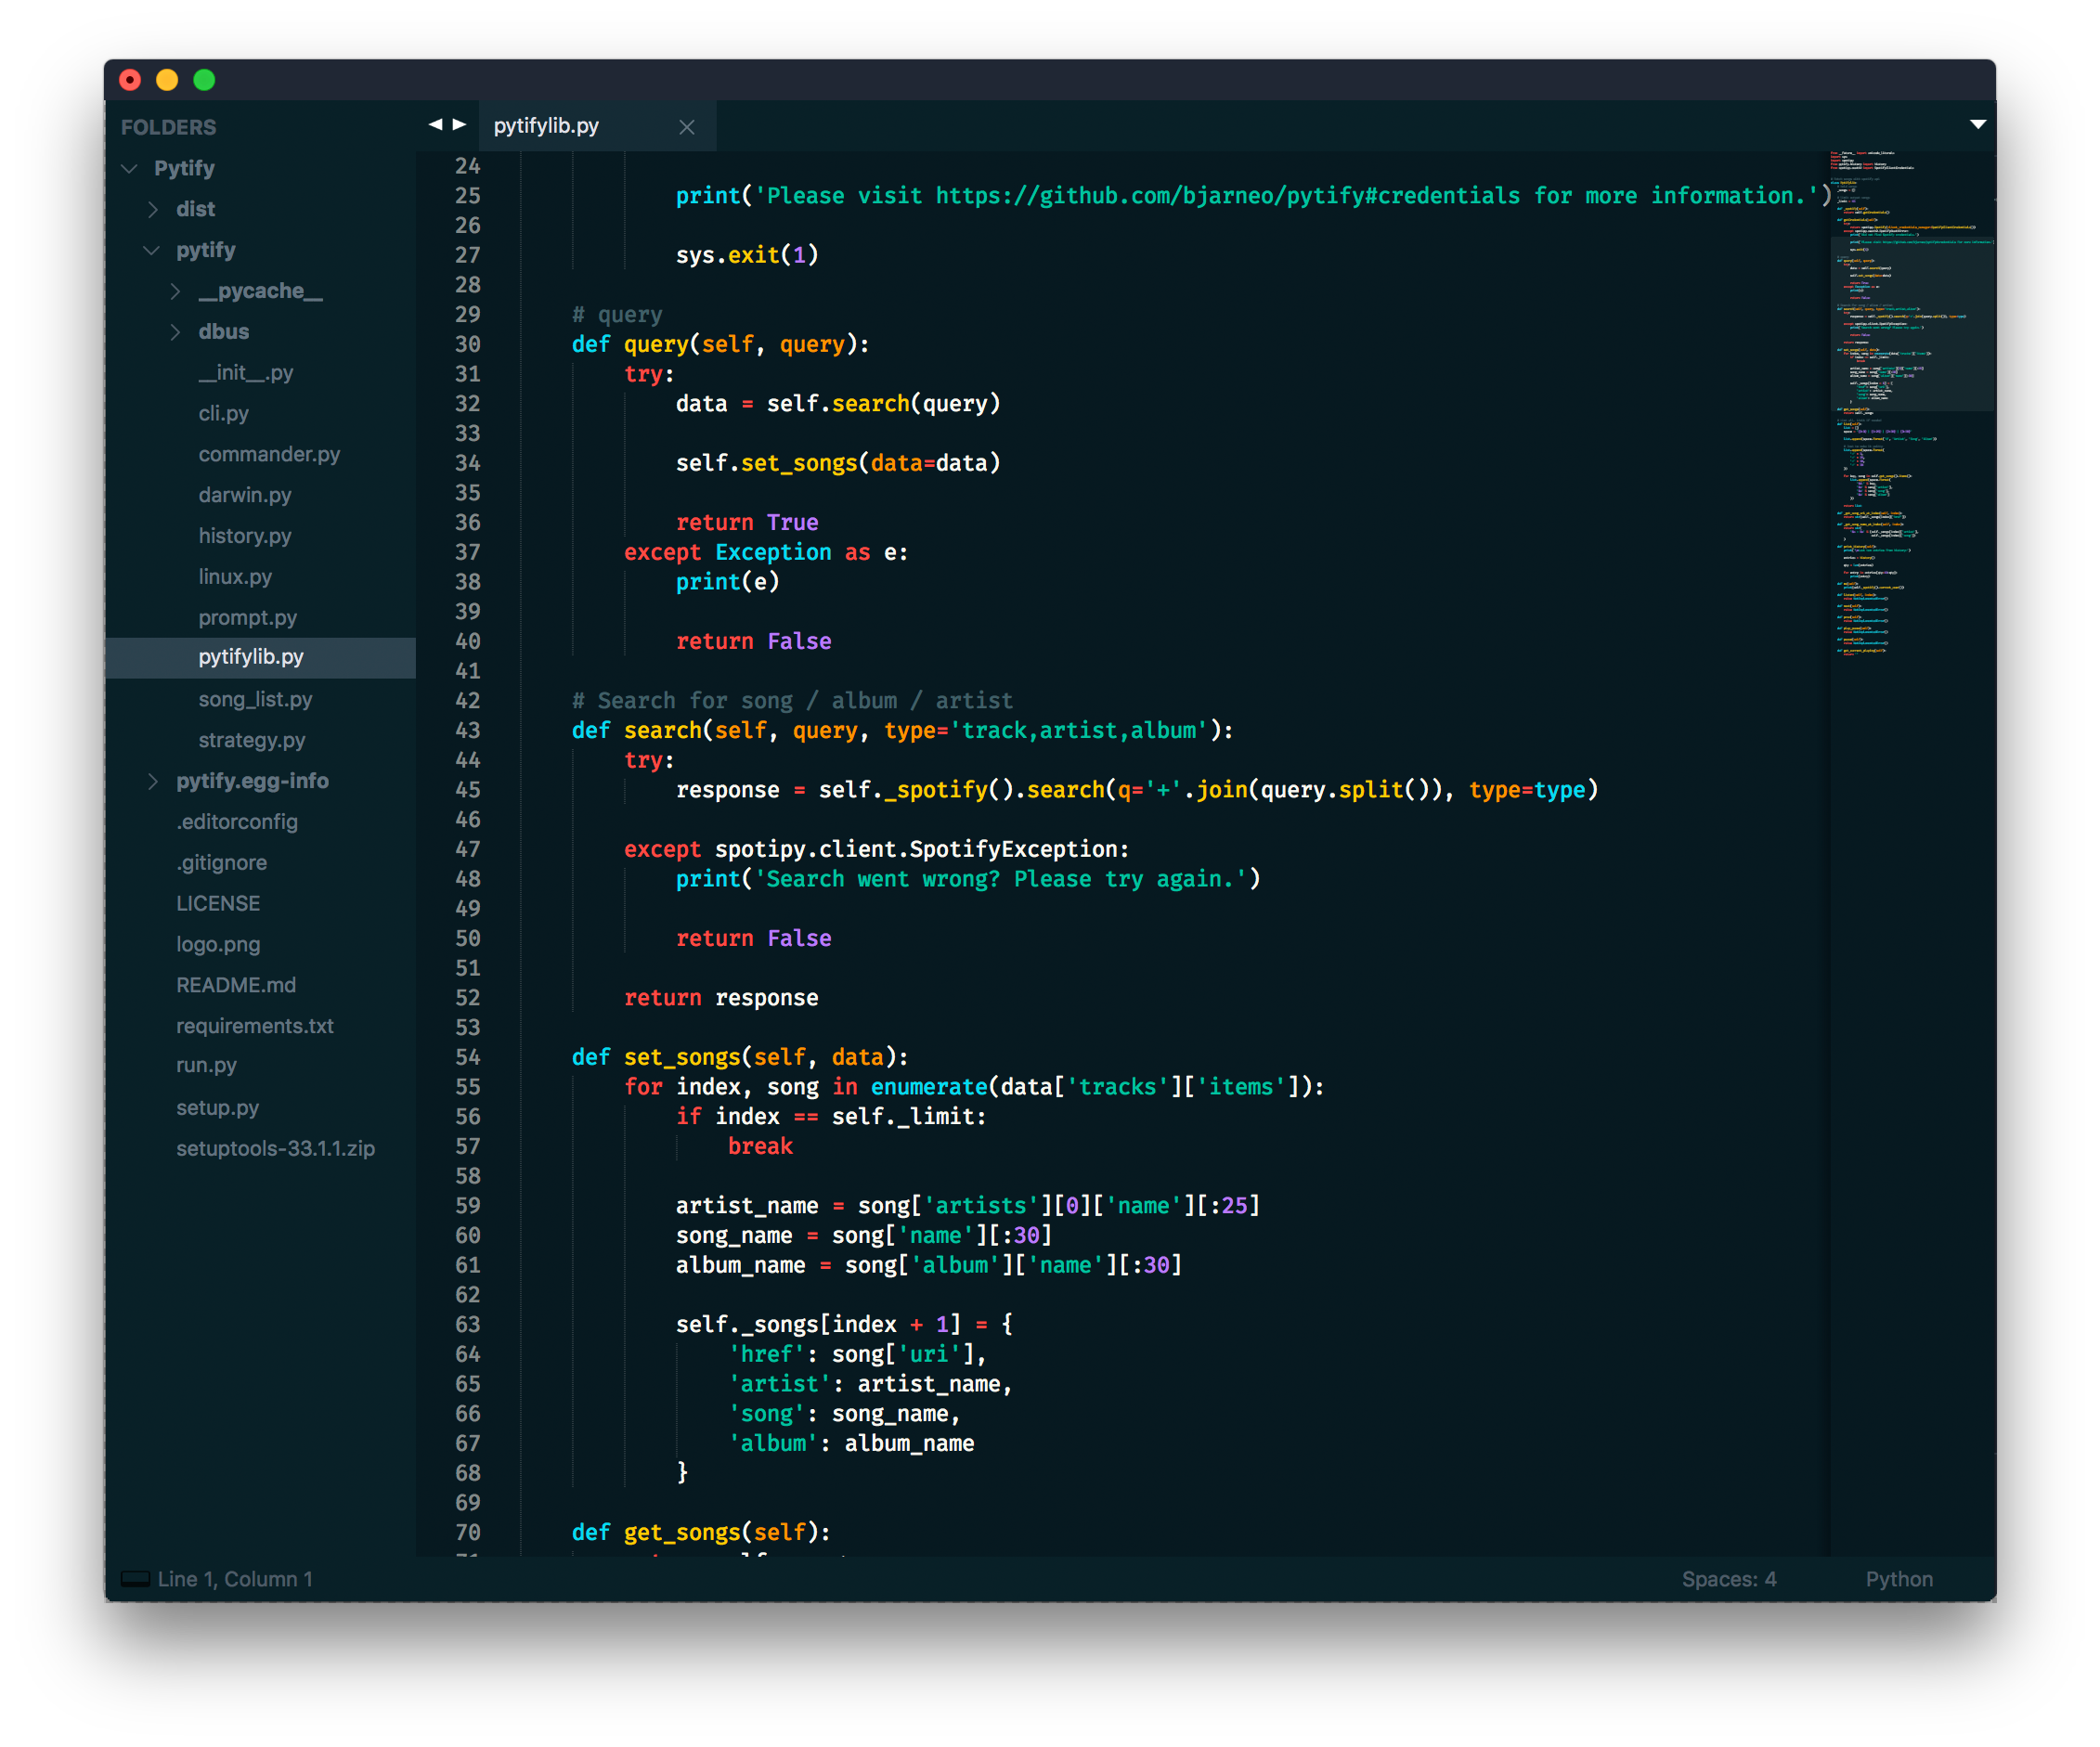 FOLDERS
Pytify
dist
pytify
__pycache__
dbus
__init__.py
cli.py
commander.py
darwin.py
history.py
linux.py
prompt.py
pytifylib.py
song_list.py
strategy.py
pytify.egg-info
.editorconfig
.gitignore
LICENSE
logo.png
README.md
requirements.txt
run.py
setup.py
setuptools-33.1.1.zip
pytifylib.py
24
25 print('Please visit https://github.com/bjarneo/pytify#credentials for more information.')
26
27 sys.exit(1)
28
29 # query
30 def query(self, query):
31 try:
32 data = self.search(query)
33
34 self.set_songs(data=data)
35
36 return True
37 except Exception as e:
38 print(e)
39
40 return False
41
42 # Search for song / album / artist
43 def search(self, query, type='track,artist,album'):
44 try:
45 response = self._spotify().search(q='+'.join(query.split()), type=type)
46
47 except spotipy.client.SpotifyException:
48 print('Search went wrong? Please try again.')
49
50 return False
51
52 return response
53
54 def set_songs(self, data):
55 for index, song in enumerate(data['tracks']['items']):
56 if index == self._limit:
57 break
58
59 artist_name = song['artists'][0]['name'][:25]
60 song_name = song['name'][:30]
61 album_name = song['album']['name'][:30]
62
63 self._songs[index + 1] = {
64 'href': song['uri'],
65 'artist': artist_name,
66 'song': song_name,
67 'album': album_name
68 }
69
70 def get_songs(self):
Line 1, Column 1
Spaces: 4
Python